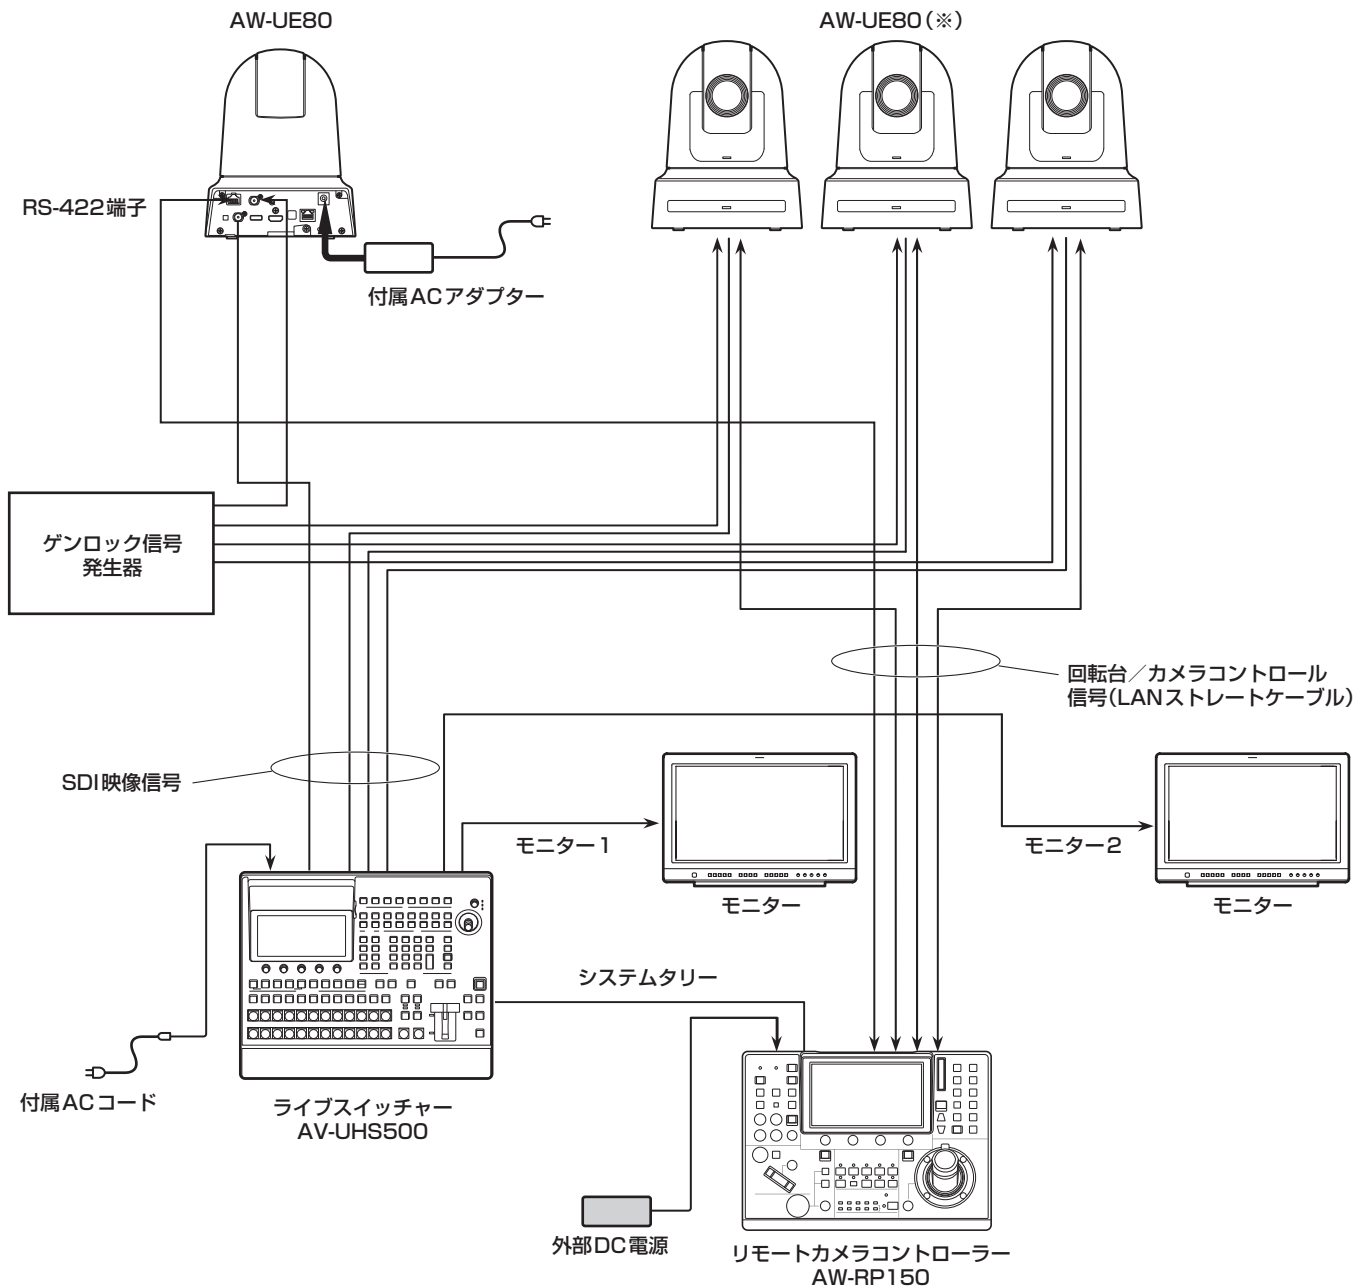 AW-UE80
AW-UE80(※)
RS-422端子
付属ACアダプター
ゲンロック信号
発生器
回転台/カメラコントロール
信号(LANストレートケーブル)
SDI映像信号
モニター1
モニター2
モニター
モニター
システムタリー
付属ACコード
ライブスイッチャー
AV-UHS500
外部DC電源
リモートカメラコントローラー
AW-RP150